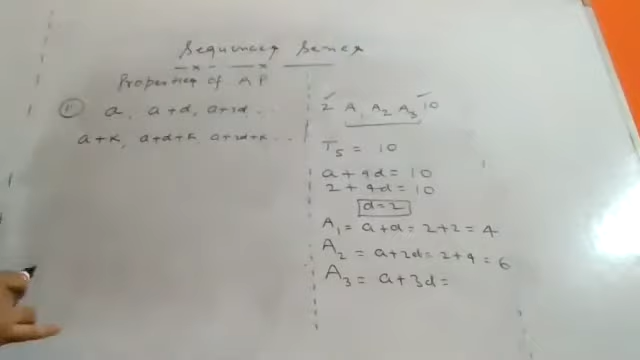 Sequences Series
Properties of AP
(1) a, a+d, a+2d ...
a+k, a+d+k, a+2d+k ...
2 A₁ A₂ A₃ 10
T₅ = 10
a + 4d = 10
2 + 4d = 10
d = 2
A₁ = a+d = 2+2 = 4
A₂ = a+2d = 2+4 = 6
A₃ = a+3d =